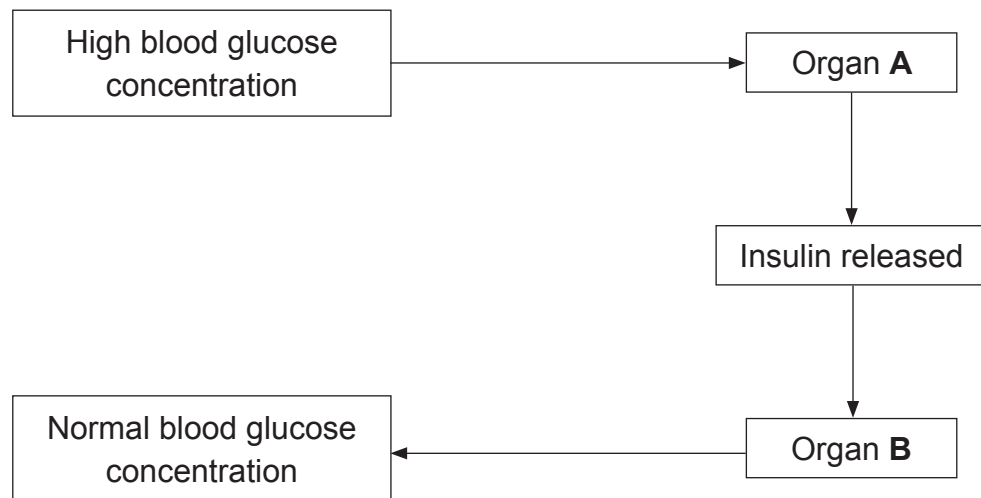 High blood glucose
concentration
Organ A
Insulin released
Normal blood glucose
concentration
Organ B